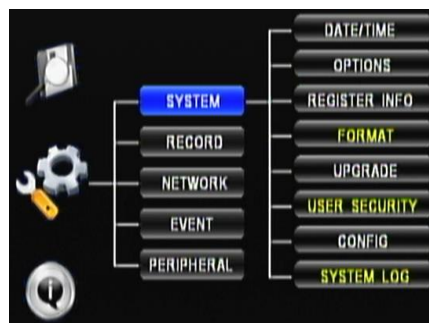 SYSTEM
RECORD
NETWORK
EVENT
PERIPHERAL
DATE/TIME
OPTIONS
REGISTER INFO
FORMAT
UPGRADE
USER SECURITY
CONFIG
SYSTEM LOG